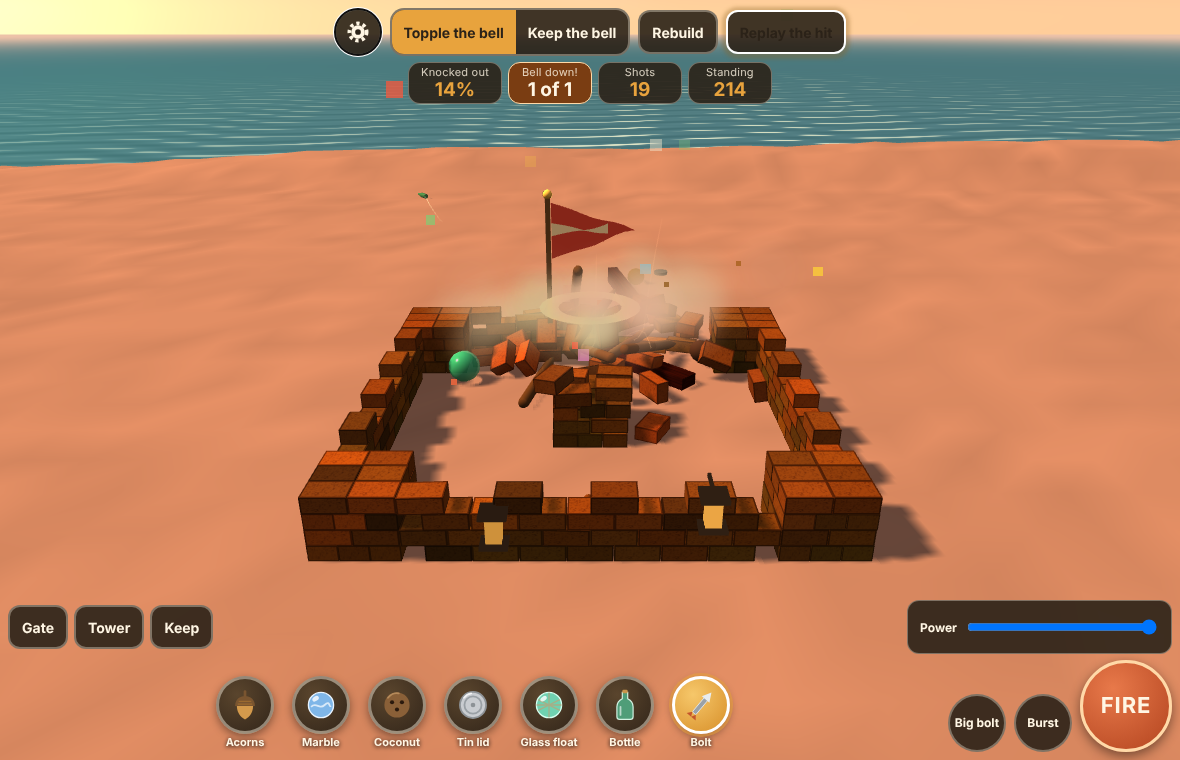 Topple the bell
Keep the bell
Rebuild
Replay the hit
Knocked out
14%
Bell down!
1 of 1
Shots
19
Standing
214
Gate
Tower
Keep
Power
Acorns
Marble
Coconut
Tin lid
Glass float
Bottle
Bolt
Big bolt
Burst
FIRE